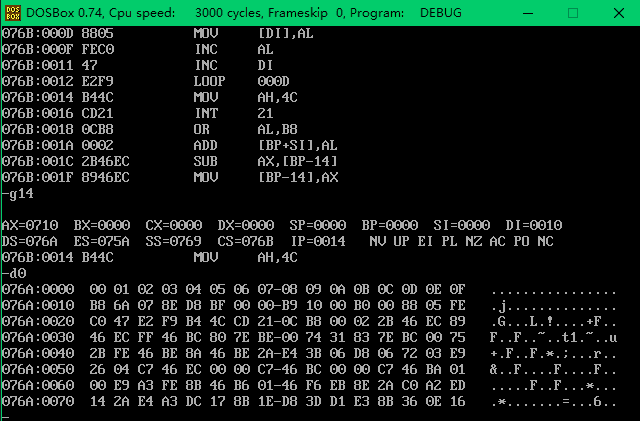 DOSBox 0.74, Cpu speed: 3000 cycles, Frameskip 0, Program: DEBUG
076B:000D 8805 MOV [DI],AL
076B:000F FEC0 INC AL
076B:0011 47 INC DI
076B:0012 E2F9 LOOP 000D
076B:0014 B44C MOV AH,4C
076B:0016 CD21 INT 21
076B:0018 0CB8 OR AL,B8
076B:001A 0002 ADD [BP+SI],AL
076B:001C 2B46EC SUB AX,[BP-14]
076B:001F 8946EC MOV [BP-14],AX
-g14
AX=0710 BX=0000 CX=0000 DX=0000 SP=0000 BP=0000 SI=0000 DI=0010
DS=076A ES=075A SS=0769 CS=076B IP=0014 NV UP EI PL NZ AC PO NC
076B:0014 B44C MOV AH,4C
-d0
076A:0000 00 01 02 03 04 05 06 07-08 09 0A 0B 0C 0D 0E 0F ................
076A:0010 B8 6A 07 8E D8 BF 00 00-B9 10 00 B0 00 88 05 FE .j..............
076A:0020 C0 47 E2 F9 B4 4C CD 21-0C B8 00 02 2B 46 EC 89 .G...L.!....+F..
076A:0030 46 EC FF 46 BC 80 7E BE-00 74 31 83 7E BC 00 75 F..F..~..t1.~..u
076A:0040 2B FE 46 BE 8A 46 BE 2A-E4 3B 06 D8 06 72 03 E9 +.F..F.*.;...r..
076A:0050 26 04 C7 46 EC 00 00 C7-46 BC 00 00 C7 46 BA 01 &..F....F....F..
076A:0060 00 E9 A3 FE 8B 46 B6 01-46 F6 EB 8E 2A C0 A2 ED .....F..F...*...
076A:0070 14 2A E4 A3 DC 17 8B 1E-D8 3D D1 E3 8B 36 0E 16 .*.......=...6..
-